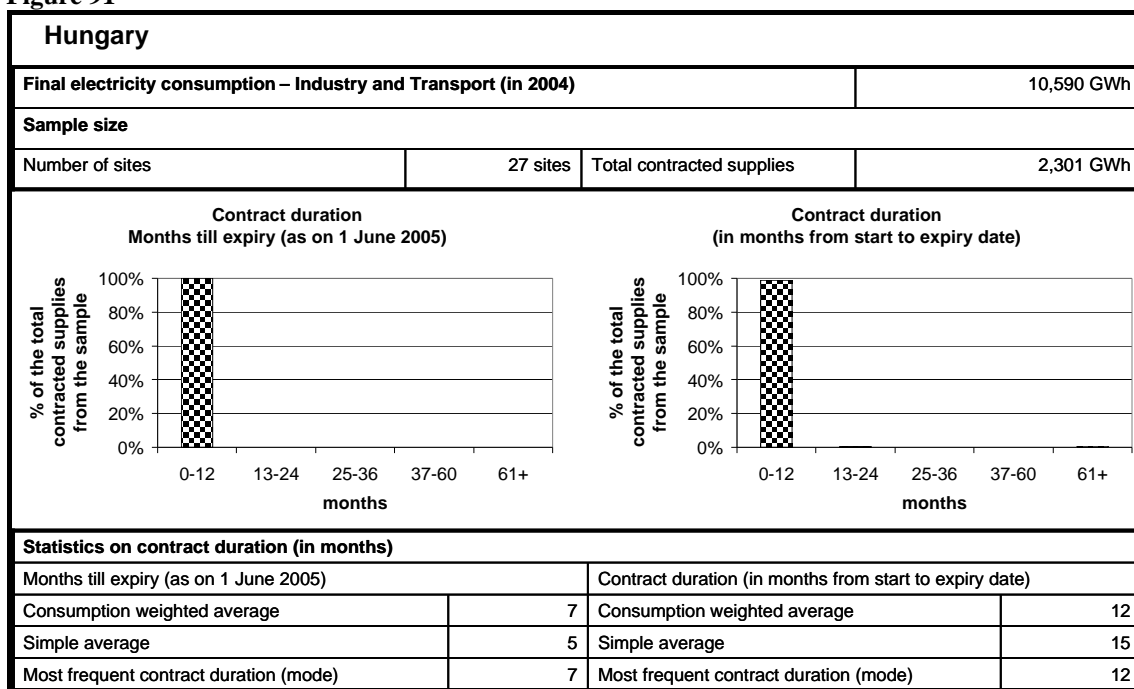 Figure 91
Hungary
Final electricity consumption – Industry and Transport (in 2004) 10,590 GWh
Sample size
Number of sites 27 sites Total contracted supplies 2,301 GWh
Contract duration
Months till expiry (as on 1 June 2005)
% of the total
contracted supplies
from the sample
100%
80%
60%
40%
20%
0%
0-12 13-24 25-36 37-60 61+
months
Contract duration
(in months from start to expiry date)
% of the total
contracted supplies
from the sample
100%
80%
60%
40%
20%
0%
0-12 13-24 25-36 37-60 61+
months
Statistics on contract duration (in months)
Months till expiry (as on 1 June 2005) Contract duration (in months from start to expiry date)
Consumption weighted average 7 Consumption weighted average 12
Simple average 5 Simple average 15
Most frequent contract duration (mode) 7 Most frequent contract duration (mode) 12